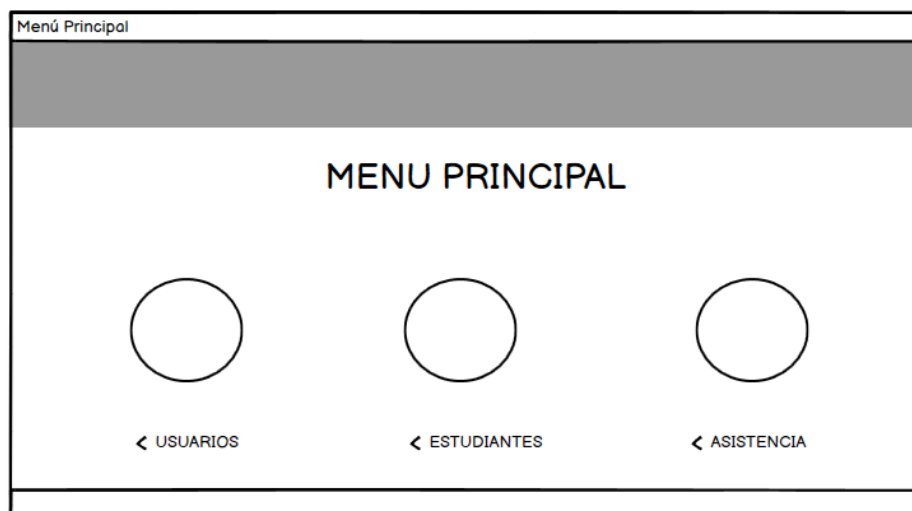 Menú Principal
MENU PRINCIPAL
< USUARIOS
< ESTUDIANTES
< ASISTENCIA